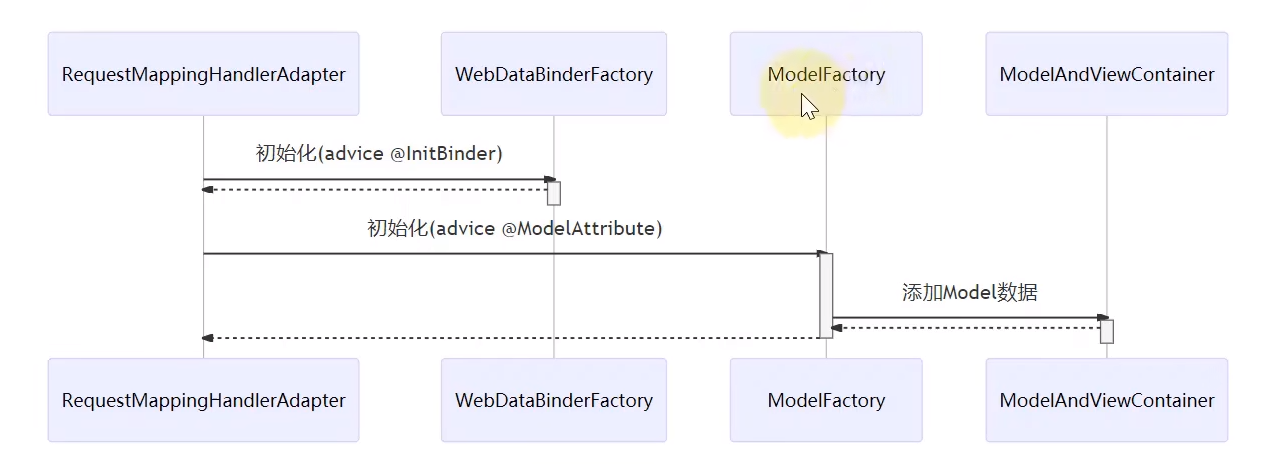 RequestMappingHandlerAdapter
WebDataBinderFactory
ModelFactory
ModelAndViewContainer
初始化(advice @InitBinder)
初始化(advice @ModelAttribute)
添加Model数据
RequestMappingHandlerAdapter
WebDataBinderFactory
ModelFactory
ModelAndViewContainer